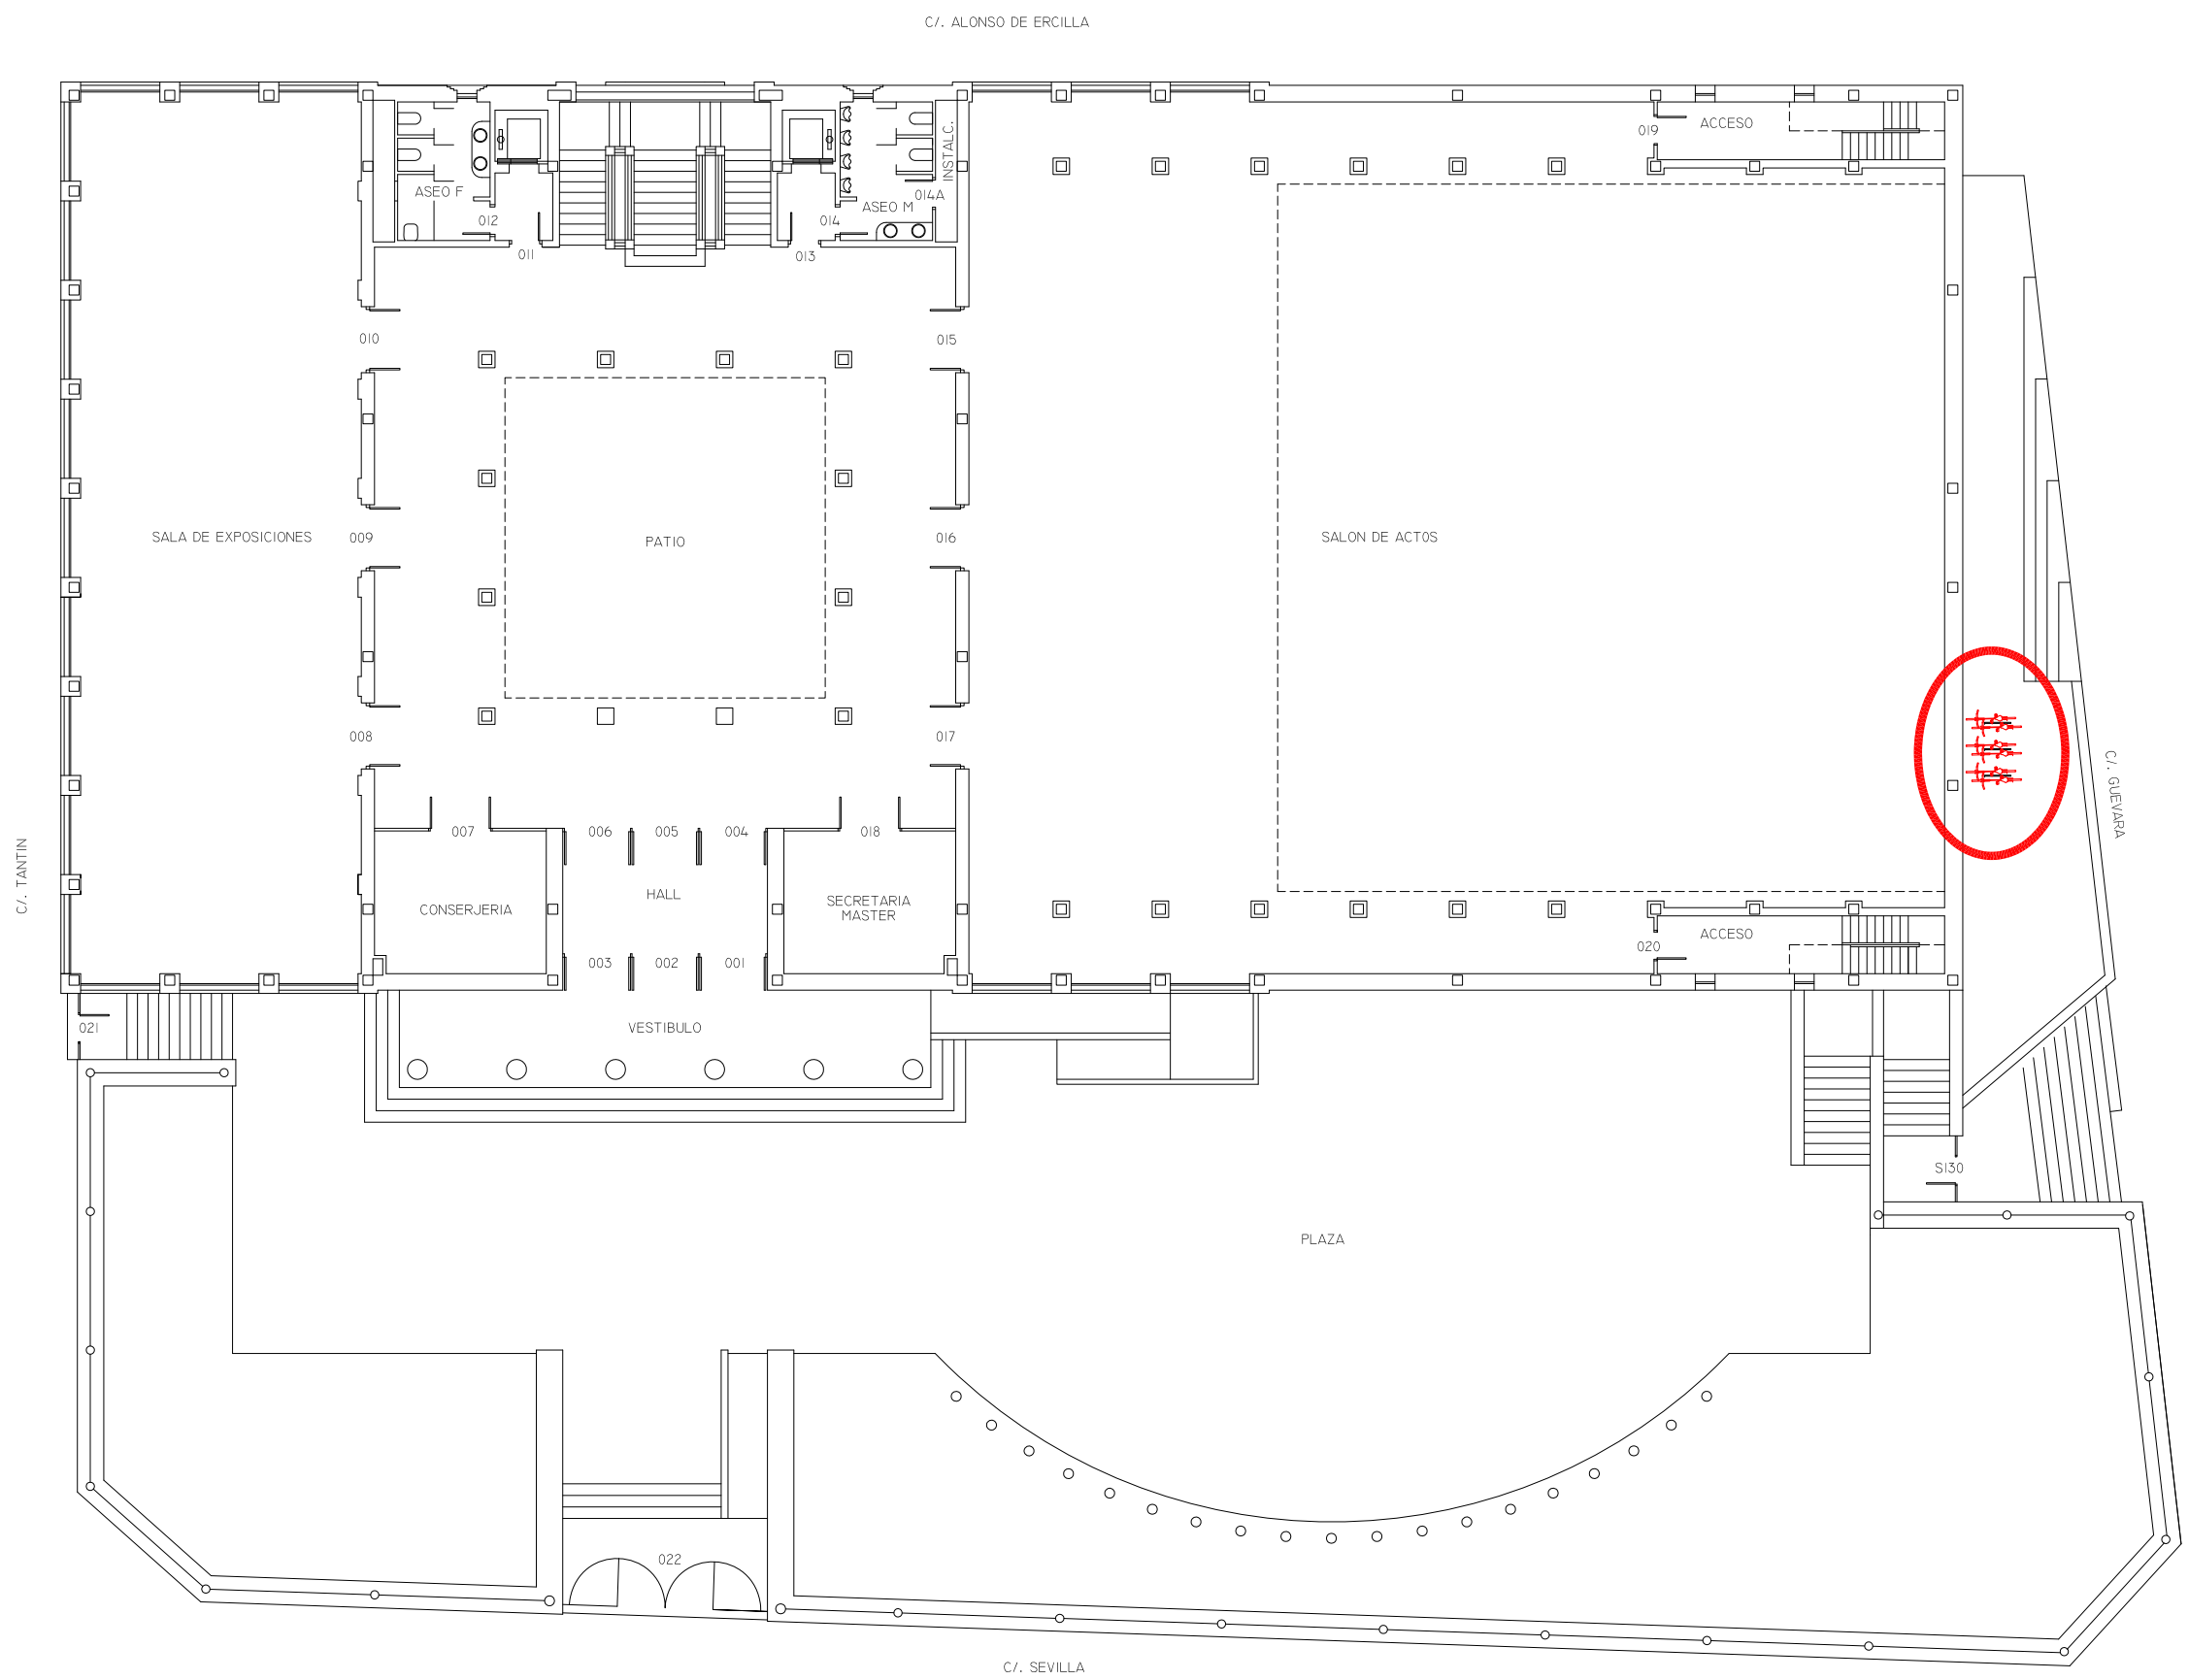 C/. ALONSO DE ERCILLA
ACCESO
019
INSTALC.
ASEO F
014A
ASEO M
012
014
011
013
010
015
SALA DE EXPOSICIONES
009
PATIO
016
SALON DE ACTOS
008
017
C/. GUEVARA
007
006
005
004
018
C/. TANTIN
HALL
CONSERJERIA
SECRETARIA
MASTER
ACCESO
020
003
002
001
021
VESTIBULO
S130
PLAZA
022
C/. SEVILLA